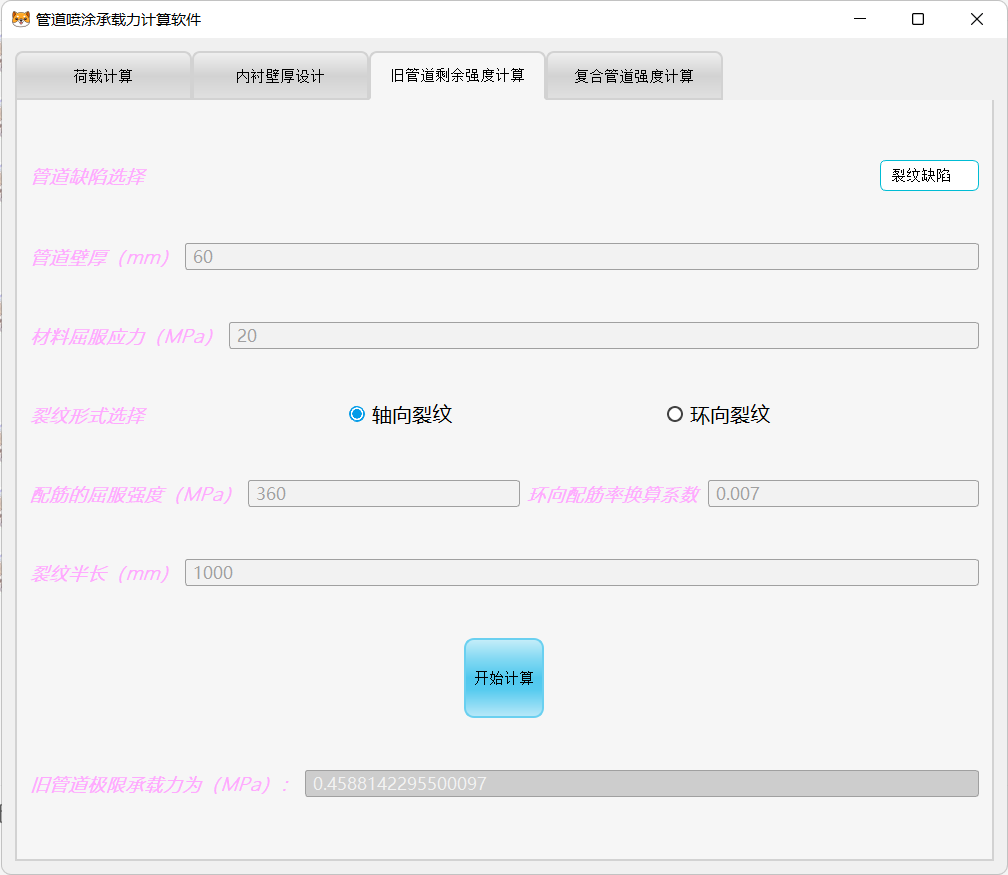 管道喷涂承载力计算软件
荷载计算 内衬壁厚设计 旧管道剩余强度计算 复合管道强度计算
管道缺陷选择 裂纹缺陷
管道壁厚（mm） 60
材料屈服应力（MPa） 20
裂纹形式选择 轴向裂纹 环向裂纹
配筋的屈服强度（MPa） 360 环向配筋率换算系数 0.007
裂纹半长（mm） 1000
开始计算
旧管道极限承载力为（MPa）： 0.4588142295500097